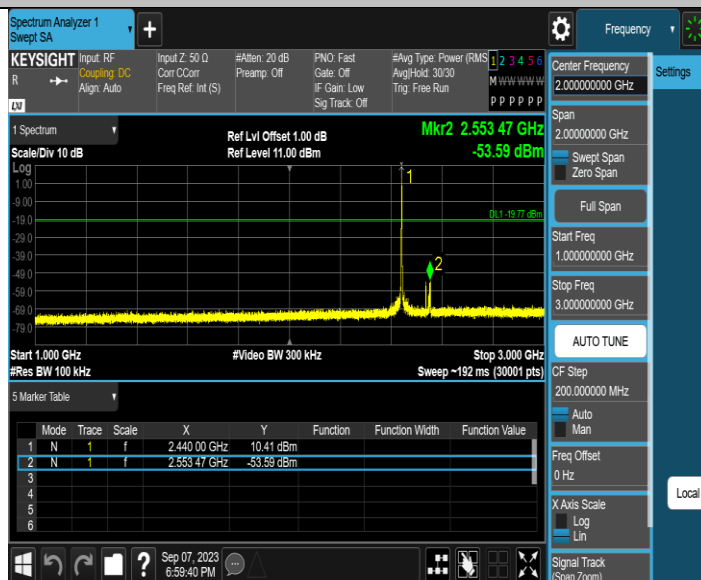 Spectrum Analyzer 1
Swept SA
Frequency
KEYSIGHT
R
LXI
Input: RF
Coupling: DC
Align: Auto
Input Z: 50 Ω
Corr CCorr
Freq Ref: Int (S)
#Atten: 20 dB
Preamp: Off
PNO: Fast
Gate: Off
IF Gain: Low
Sig Track: Off
#Avg Type: Power (RMS
Avg|Hold: 30/30
Trig: Free Run
1 2 3 4 5 6
M W W W W W
P P P P P P
1 Spectrum
Scale/Div 10 dB
Ref Lvl Offset 1.00 dB
Ref Level 11.00 dBm
Mkr2 2.553 47 GHz
-53.59 dBm
Log
1.00
-9.00
-19.0
-29.0
-39.0
-49.0
-59.0
-69.0
-79.0
1
DL1 -19.77 dBm
2
Start 1.000 GHz
#Video BW 300 kHz
Stop 3.000 GHz
#Res BW 100 kHz
Sweep ~192 ms (30001 pts)
5 Marker Table
Mode Trace Scale X Y Function Function Width Function Value
1 N 1 f 2.440 00 GHz 10.41 dBm
2 N 1 f 2.553 47 GHz -53.59 dBm
3
4
5
6
?
Sep 07, 2023
6:59:40 PM
Center Frequency
2.00000000 GHz
Settings
Span
2.00000000 GHz
Swept Span
Zero Span
Full Span
Start Freq
1.000000000 GHz
Stop Freq
3.000000000 GHz
AUTO TUNE
CF Step
200.000000 MHz
Auto
Man
Freq Offset
0 Hz
X Axis Scale
Log
Lin
Local
Signal Track
(Span Zoom)